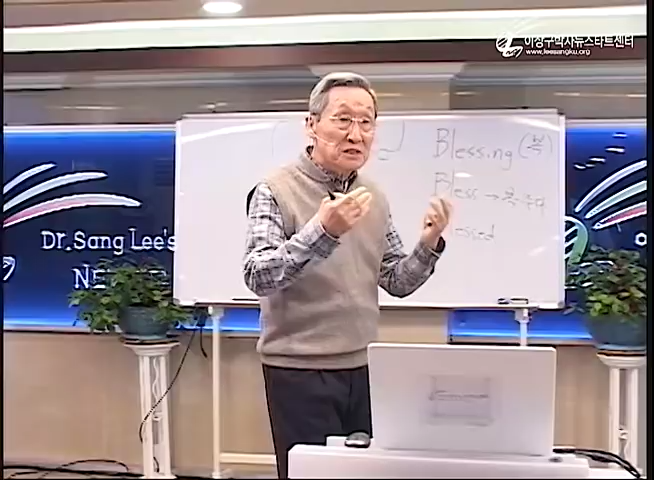 이상구박사뉴스타트센터
www.leesangku.org
Blessing (복)
Bless → 복 주다
essed
Dr.Sang Lee's
NE